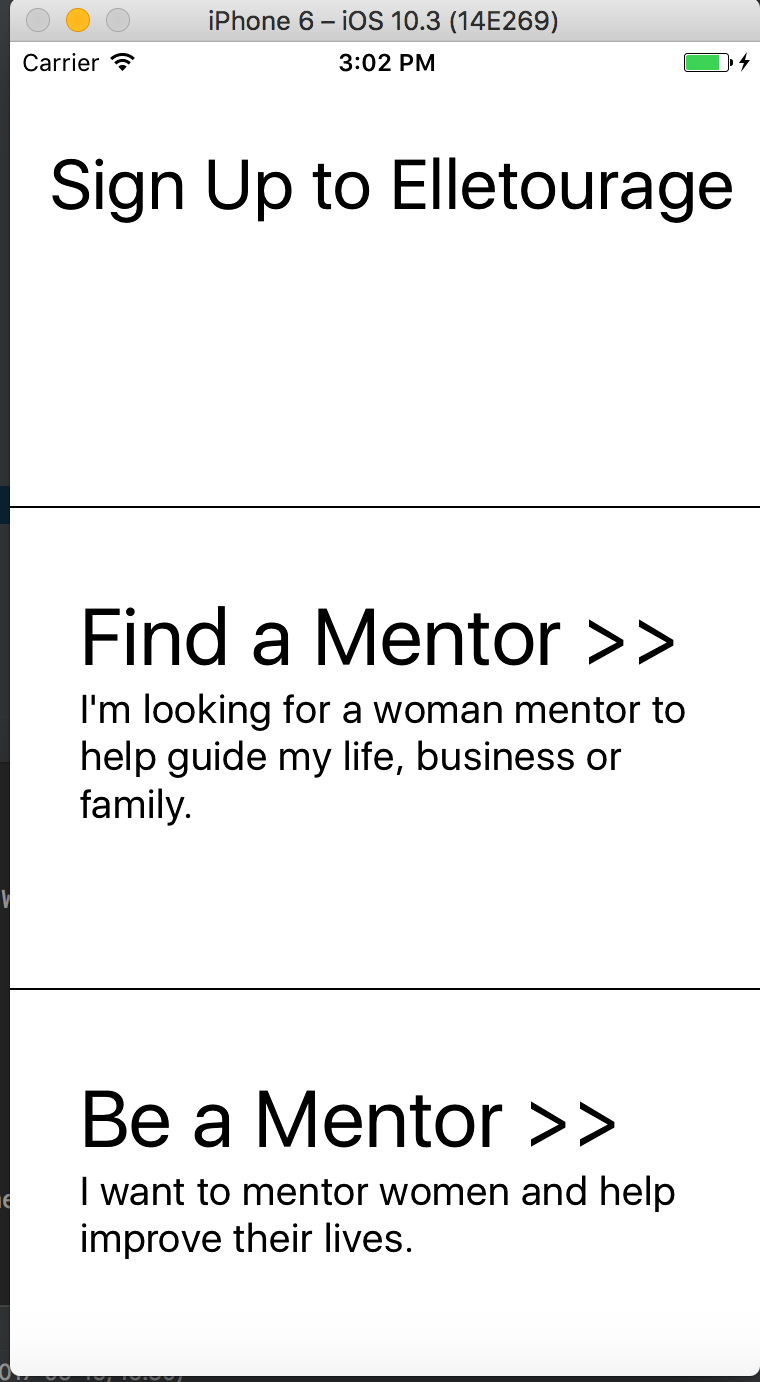 iPhone 6 – iOS 10.3 (14E269)
Carrier 3:02 PM
Sign Up to Elletourage
Find a Mentor >>
I'm looking for a woman mentor to
help guide my life, business or
family.
Be a Mentor >>
I want to mentor women and help
improve their lives.